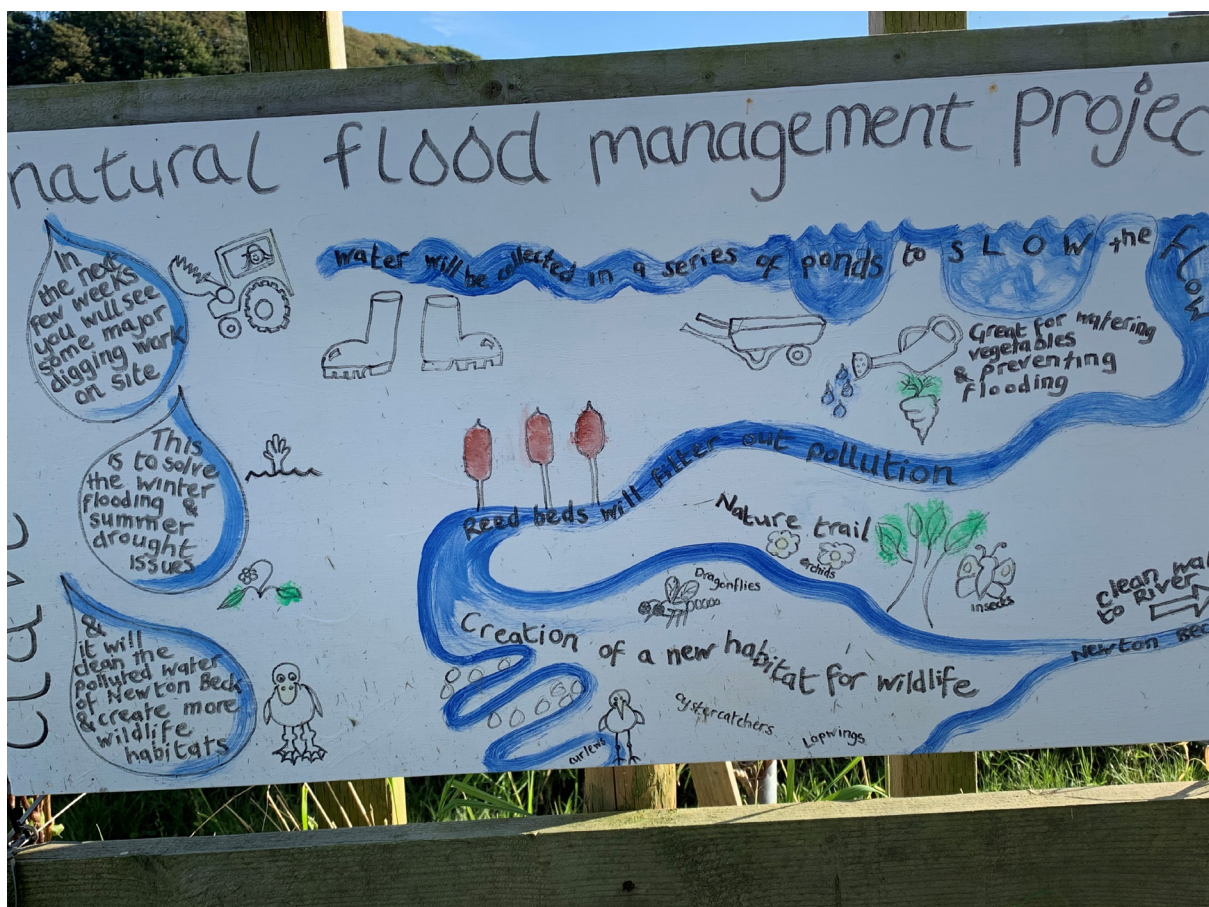 natural flood management projec
In
the next
few weeks
you will see
some major
digging work
on site
This
is to solve
the winter
flooding &
summer
drought
issues
&
it will
clean the
polluted water
of Newton Beck
& create more
wildlife
habitats
water will be collected in a series of ponds to SLOW the flow
Great for watering
vegetables
& preventing
flooding
Reed beds will filter out pollution
Nature trail
orchids
insects
Dragonflies
Creation of a new habitat for wildlife
curlews
oystercatchers
Lapwings
clean wa
to River
Newton Bec